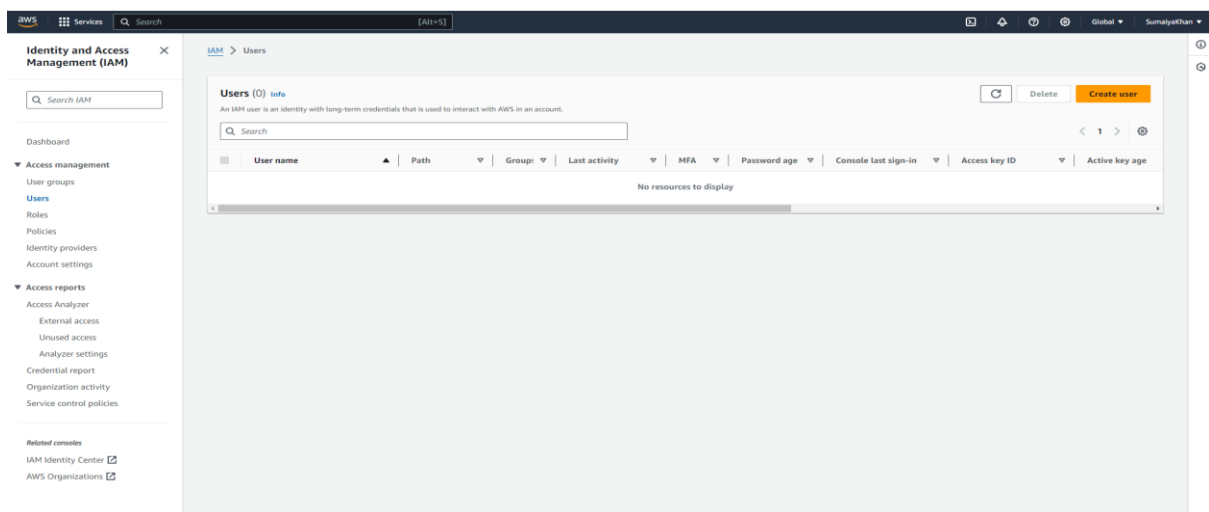 aws Services Search [Alt+S] Global SumaiyaKhan
Identity and Access Management (IAM)
Search IAM
Dashboard
Access management
User groups
Users
Roles
Policies
Identity providers
Account settings
Access reports
Access Analyzer
External access
Unused access
Analyzer settings
Credential report
Organization activity
Service control policies
Related consoles
IAM Identity Center
AWS Organizations
IAM > Users
Users (0) Info
An IAM user is an identity with long-term credentials that is used to interact with AWS in an account.
Delete
Create user
Search
1
User name Path Group: Last activity MFA Password age Console last sign-in Access key ID Active key age
No resources to display